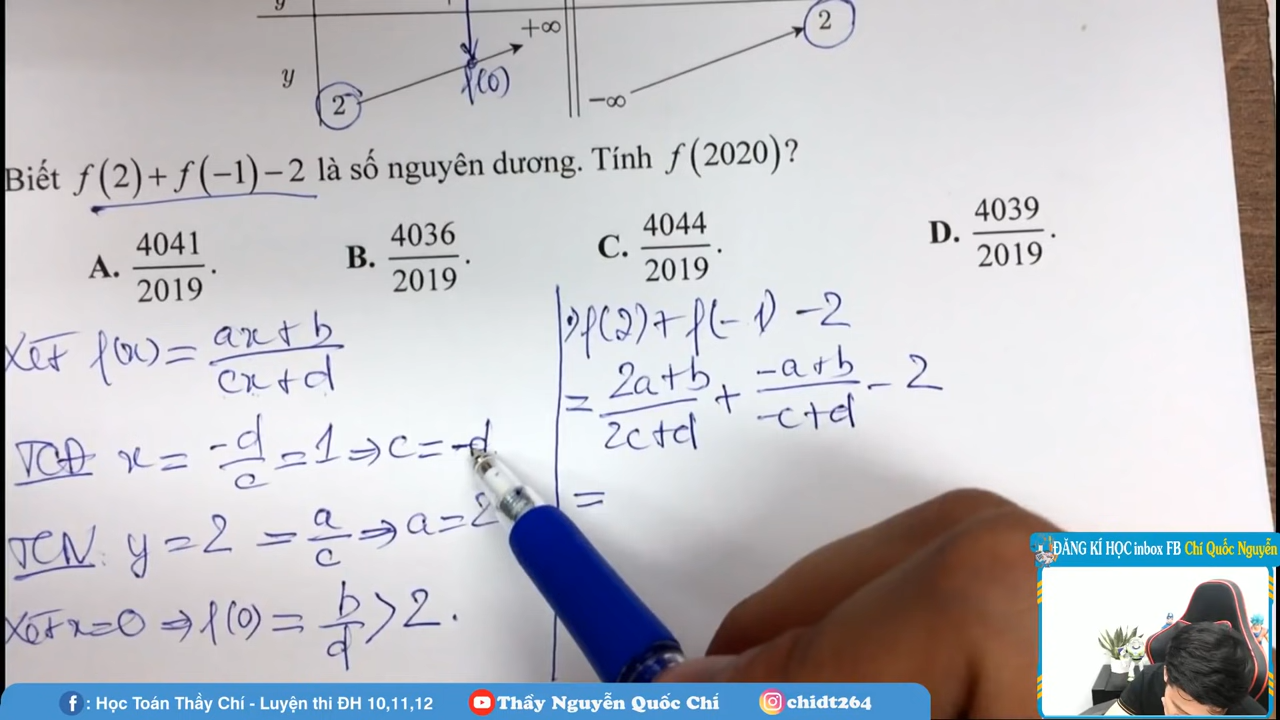 y
+∞
2
y
f(0)
2
−∞
Biết f(2)+f(−1)−2 là số nguyên dương. Tính f(2020)?
A. 4041/2019. B. 4036/2019. C. 4044/2019. D. 4039/2019.
Xét f(x) = (ax+b)/(cx+d)
TCĐ x = -d/c = 1 ⇒ c = -d
TCN: y = 2 = a/c ⇒ a = 2
Xét x=0 ⇒ f(0) = b/d > 2.
f(2) + f(-1) - 2
= (2a+b)/(2c+d) + (-a+b)/(-c+d) - 2
=
ĐĂNG KÍ HỌC inbox FB Chí Quốc Nguyễn
: Học Toán Thầy Chí - Luyện thi ĐH 10,11,12
Thầy Nguyễn Quốc Chí
chidt264